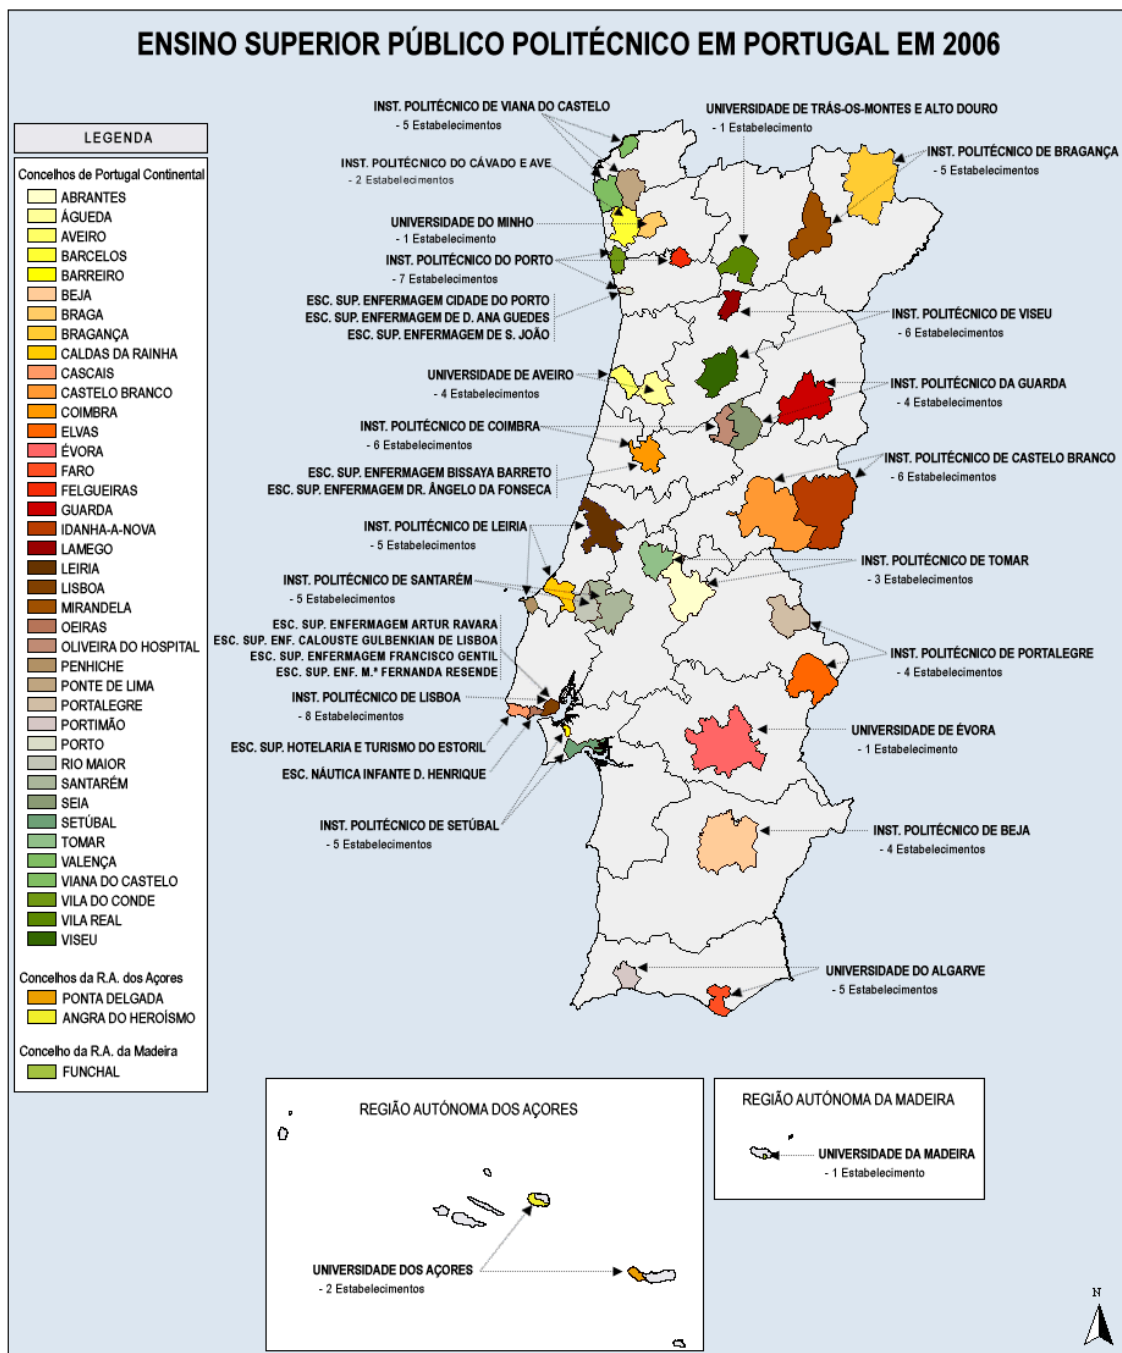 ENSINO SUPERIOR PÚBLICO POLITÉCNICO EM PORTUGAL EM 2006
LEGENDA
Concelhos de Portugal Continental
ABRANTES
ÁGUEDA
AVEIRO
BARCELOS
BARREIRO
BEJA
BRAGA
BRAGANÇA
CALDAS DA RAINHA
CASCAIS
CASTELO BRANCO
COIMBRA
ELVAS
ÉVORA
FARO
FELGUEIRAS
GUARDA
IDANHA-A-NOVA
LAMEGO
LEIRIA
LISBOA
MIRANDELA
OEIRAS
OLIVEIRA DO HOSPITAL
PENHICHE
PONTE DE LIMA
PORTALEGRE
PORTIMÃO
PORTO
RIO MAIOR
SANTARÉM
SEIA
SETÚBAL
TOMAR
VALENÇA
VIANA DO CASTELO
VILA DO CONDE
VILA REAL
VISEU
Concelhos da R.A. dos Açores
PONTA DELGADA
ANGRA DO HEROÍSMO
Concelho da R.A. da Madeira
FUNCHAL
INST. POLITÉCNICO DE VIANA DO CASTELO
- 5 Estabelecimentos
UNIVERSIDADE DE TRÁS-OS-MONTES E ALTO DOURO
- 1 Estabelecimento
INST. POLITÉCNICO DE BRAGANÇA
- 5 Estabelecimentos
INST. POLITÉCNICO DO CÁVADO E AVE
- 2 Estabelecimentos
UNIVERSIDADE DO MINHO
- 1 Estabelecimento
INST. POLITÉCNICO DO PORTO
- 7 Estabelecimentos
ESC. SUP. ENFERMAGEM CIDADE DO PORTO
ESC. SUP. ENFERMAGEM DE D. ANA GUEDES
ESC. SUP. ENFERMAGEM DE S. JOÃO
INST. POLITÉCNICO DE VISEU
- 6 Estabelecimentos
UNIVERSIDADE DE AVEIRO
- 4 Estabelecimentos
INST. POLITÉCNICO DA GUARDA
- 4 Estabelecimentos
INST. POLITÉCNICO DE COIMBRA
- 6 Estabelecimentos
ESC. SUP. ENFERMAGEM BISSAYA BARRETO
ESC. SUP. ENFERMAGEM DR. ÂNGELO DA FONSECA
INST. POLITÉCNICO DE CASTELO BRANCO
- 6 Estabelecimentos
INST. POLITÉCNICO DE LEIRIA
- 5 Estabelecimentos
INST. POLITÉCNICO DE TOMAR
- 3 Estabelecimentos
INST. POLITÉCNICO DE SANTARÉM
- 5 Estabelecimentos
ESC. SUP. ENFERMAGEM ARTUR RAVARA
ESC. SUP. ENF. CALOUSTE GULBENKIAN DE LISBOA
ESC. SUP. ENFERMAGEM FRANCISCO GENTIL
ESC. SUP. ENF. M.ª FERNANDA RESENDE
INST. POLITÉCNICO DE PORTALEGRE
- 4 Estabelecimentos
INST. POLITÉCNICO DE LISBOA
- 8 Estabelecimentos
UNIVERSIDADE DE ÉVORA
- 1 Estabelecimento
ESC. SUP. HOTELARIA E TURISMO DO ESTORIL
ESC. NÁUTICA INFANTE D. HENRIQUE
INST. POLITÉCNICO DE SETÚBAL
- 5 Estabelecimentos
INST. POLITÉCNICO DE BEJA
- 4 Estabelecimentos
UNIVERSIDADE DO ALGARVE
- 5 Estabelecimentos
REGIÃO AUTÓNOMA DOS AÇORES
UNIVERSIDADE DOS AÇORES
- 2 Estabelecimentos
REGIÃO AUTÓNOMA DA MADEIRA
UNIVERSIDADE DA MADEIRA
- 1 Estabelecimento
N